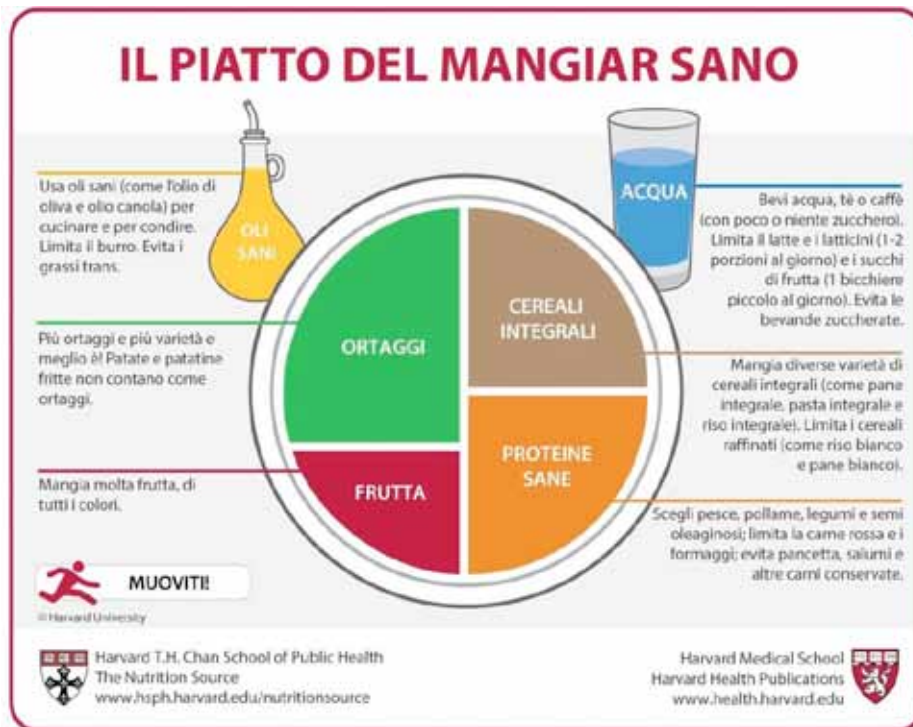 IL PIATTO DEL MANGIAR SANO
Usa oli sani (come l'olio di
oliva e olio canola) per
cucinare e per condire.
Limita il burro. Evita i
grassi trans.
OLI
SANI
ACQUA
Bevi acqua, tè o caffè
(con poco o niente zucchero).
Limita il latte e i latticini (1-2
porzioni al giorno) e i succhi
di frutta (1 bicchiere
piccolo al giorno). Evita le
bevande zuccherate.
Più ortaggi e più varietà e
meglio è! Patate e patatine
fritte non contano come
ortaggi.
ORTAGGI
CEREALI
INTEGRALI
Mangia diverse varietà di
cereali integrali (come pane
integrale, pasta integrale e
riso integrale). Limita i cereali
raffinati (come riso bianco
e pane bianco).
Mangia molta frutta, di
tutti i colori.
FRUTTA
PROTEINE
SANE
Scegli pesce, pollame, legumi e semi
oleaginosi; limita la carne rossa e i
formaggi; evita pancetta, salumi e
altre carni conservate.
MUOVITI!
© Harvard University
Harvard T.H. Chan School of Public Health
The Nutrition Source
www.hsph.harvard.edu/nutritionsource
Harvard Medical School
Harvard Health Publications
www.health.harvard.edu